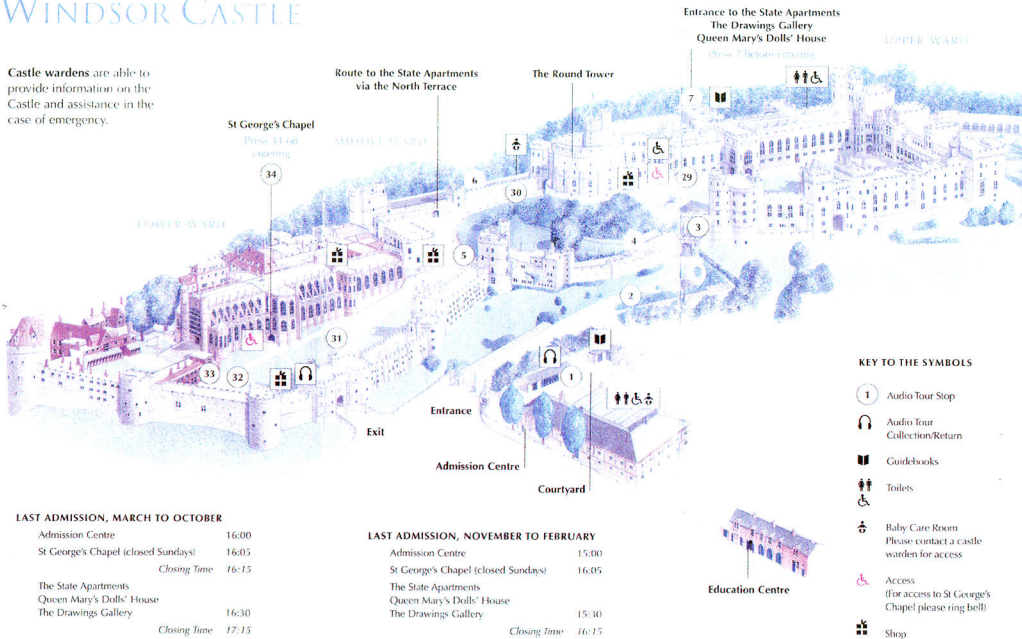 WINDSOR CASTLE
Castle wardens are able to
provide information on the
Castle and assistance in the
case of emergency.
Entrance to the State Apartments
The Drawings Gallery
Queen Mary's Dolls' House
Press 7 before entering
UPPER WARD
Route to the State Apartments
via the North Terrace
The Round Tower
St George's Chapel
Press 34 on
entering
MIDDLE WARD
LOWER WARD
7
34
6
30
29
3
4
5
2
31
33
32
1
Entrance
Exit
Admission Centre
Courtyard
Education Centre
KEY TO THE SYMBOLS
1 Audio Tour Stop
Audio Tour
Collection/Return
Guidebooks
Toilets
Baby Care Room
Please contact a castle
warden for access
Access
(For access to St George's
Chapel please ring bell)
Shop
LAST ADMISSION, MARCH TO OCTOBER
Admission Centre 16:00
St George's Chapel (closed Sundays) 16:05
Closing Time 16:15
The State Apartments
Queen Mary's Dolls' House
The Drawings Gallery 16:30
Closing Time 17:15
LAST ADMISSION, NOVEMBER TO FEBRUARY
Admission Centre 15:00
St George's Chapel (closed Sundays) 16:05
The State Apartments
Queen Mary's Dolls' House
The Drawings Gallery 15:30
Closing Time 16:15